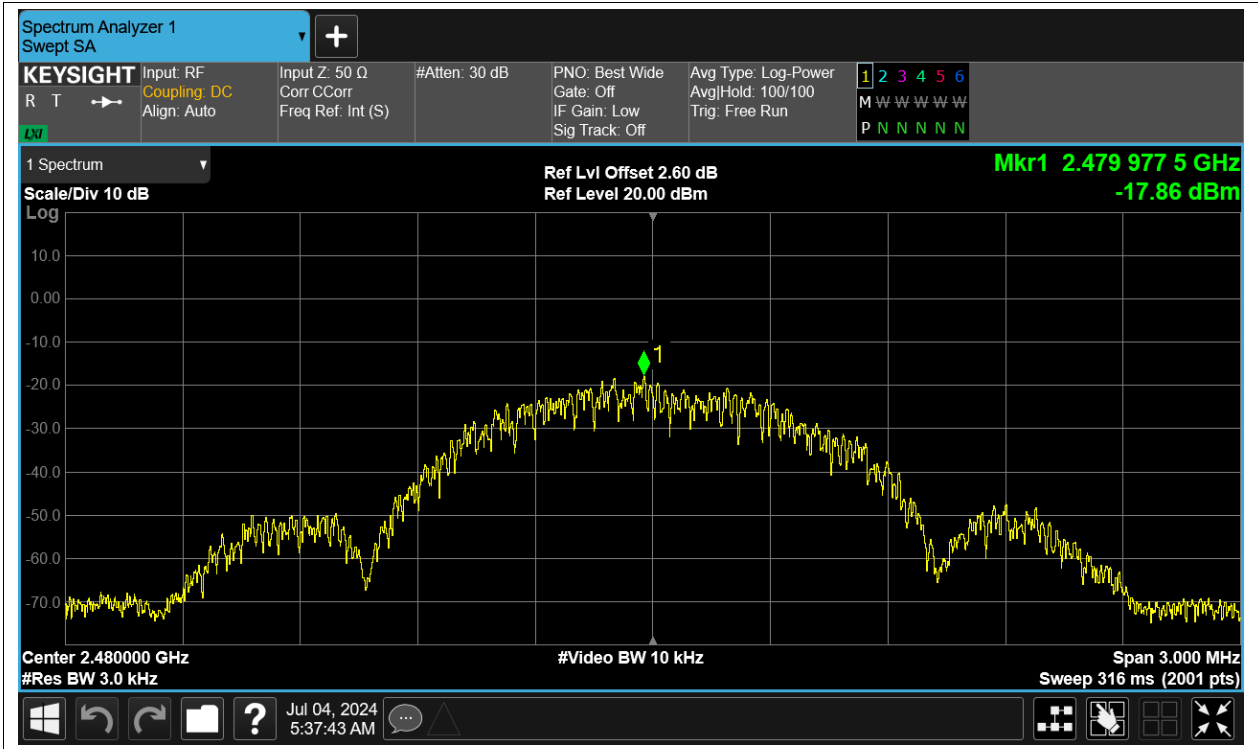 Spectrum Analyzer 1
Swept SA
+
KEYSIGHT
R T
LXI
Input: RF
Coupling: DC
Align: Auto
Input Z: 50 Ω
Corr CCorr
Freq Ref: Int (S)
#Atten: 30 dB
PNO: Best Wide
Gate: Off
IF Gain: Low
Sig Track: Off
Avg Type: Log-Power
Avg|Hold: 100/100
Trig: Free Run
1 2 3 4 5 6
M W W W W W W
P N N N N N N
1 Spectrum
Scale/Div 10 dB
Log
Ref Lvl Offset 2.60 dB
Ref Level 20.00 dBm
Mkr1 2.479 977 5 GHz
-17.86 dBm
10.0
0.00
-10.0
1
-20.0
-30.0
-40.0
-50.0
-60.0
-70.0
Center 2.480000 GHz
#Res BW 3.0 kHz
#Video BW 10 kHz
Span 3.000 MHz
Sweep 316 ms (2001 pts)
?
Jul 04, 2024
5:37:43 AM